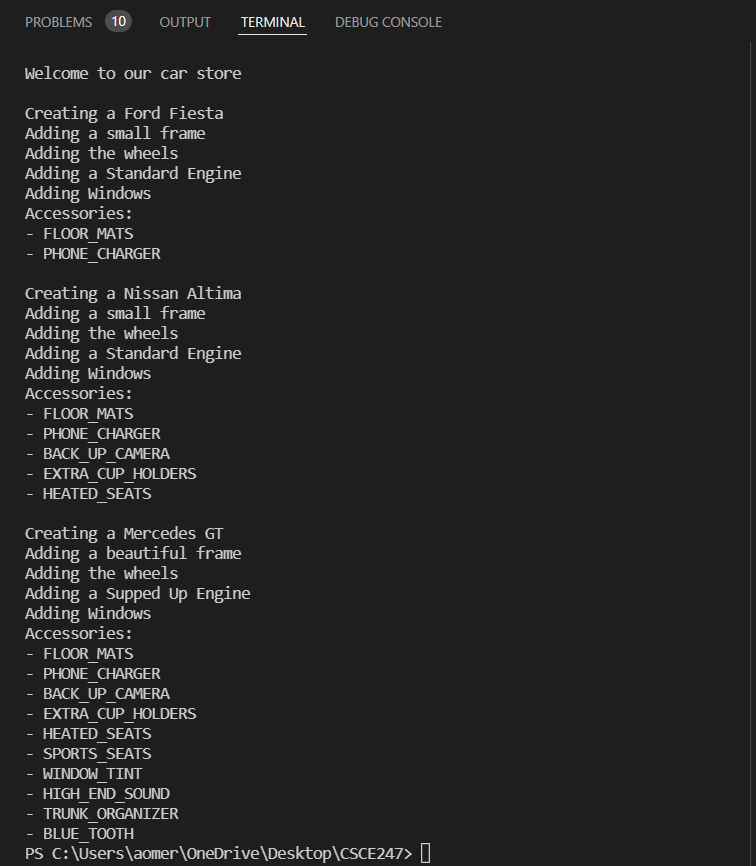 PROBLEMS 10 OUTPUT TERMINAL DEBUG CONSOLE
Welcome to our car store
Creating a Ford Fiesta
Adding a small frame
Adding the wheels
Adding a Standard Engine
Adding Windows
Accessories:
- FLOOR_MATS
- PHONE_CHARGER
Creating a Nissan Altima
Adding a small frame
Adding the wheels
Adding a Standard Engine
Adding Windows
Accessories:
- FLOOR_MATS
- PHONE_CHARGER
- BACK_UP_CAMERA
- EXTRA_CUP_HOLDERS
- HEATED_SEATS
Creating a Mercedes GT
Adding a beautiful frame
Adding the wheels
Adding a Supped Up Engine
Adding Windows
Accessories:
- FLOOR_MATS
- PHONE_CHARGER
- BACK_UP_CAMERA
- EXTRA_CUP_HOLDERS
- HEATED_SEATS
- SPORTS_SEATS
- WINDOW_TINT
- HIGH_END_SOUND
- TRUNK_ORGANIZER
- BLUE_TOOTH
PS C:\Users\aomer\OneDrive\Desktop\CSCE247>